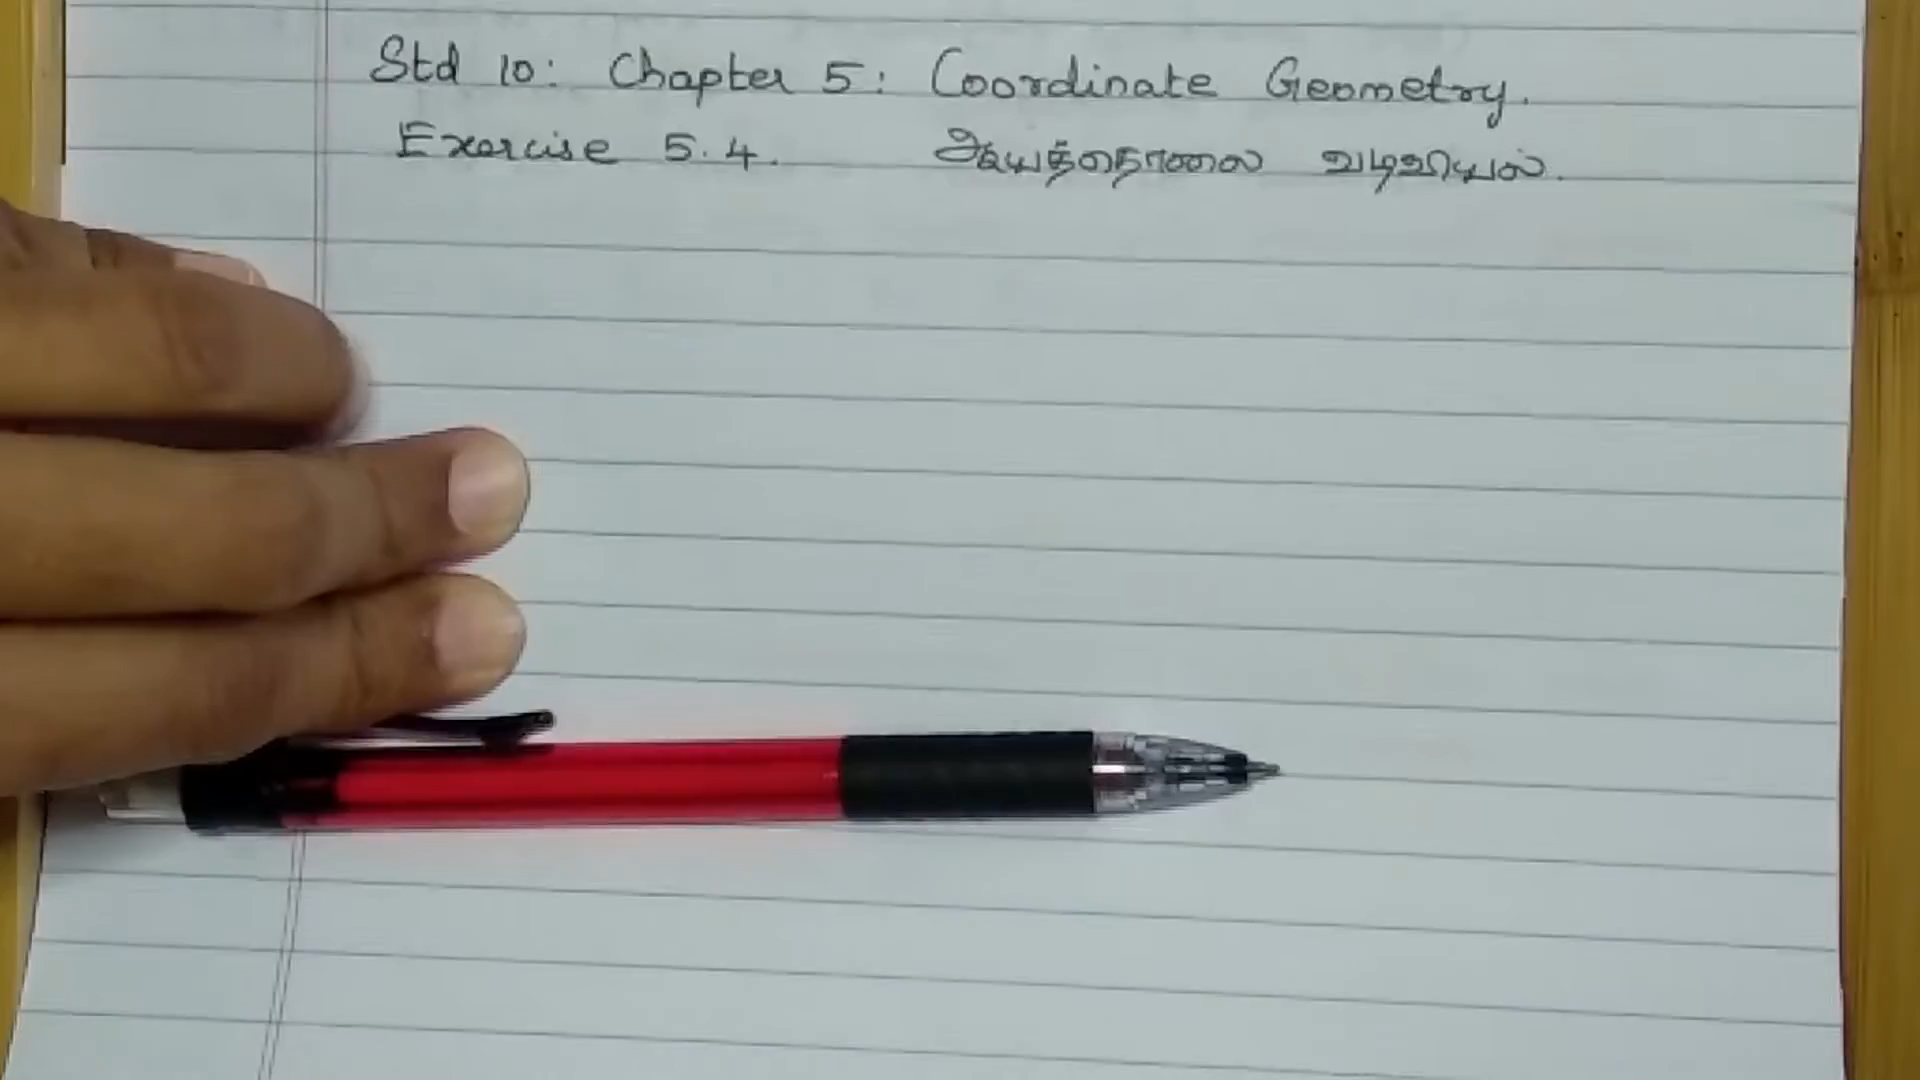 Std 10: Chapter 5: Coordinate Geometry.
Exercise 5.4. ஆயத்தொலை வடிவியல்.